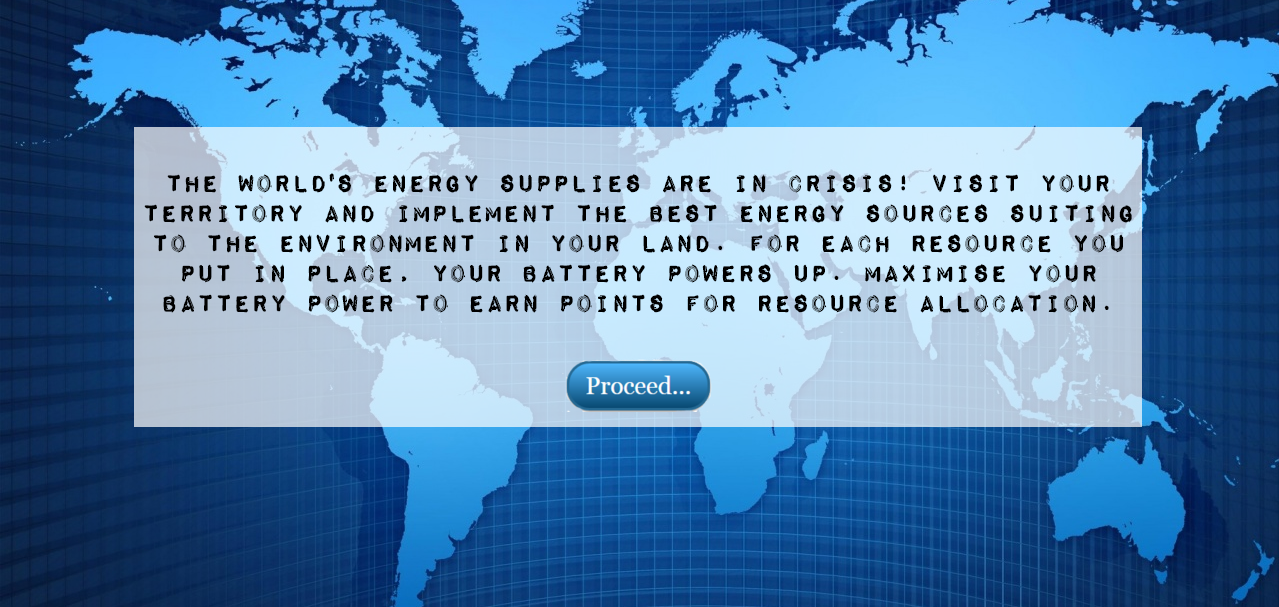 THE WORLD'S ENERGY SUPPLIES ARE IN CRISIS! VISIT YOUR
TERRITORY AND IMPLEMENT THE BEST ENERGY SOURCES SUITING
TO THE ENVIRONMENT IN YOUR LAND. FOR EACH RESOURCE YOU
PUT IN PLACE, YOUR BATTERY POWERS UP. MAXIMISE YOUR
BATTERY POWER TO EARN POINTS FOR RESOURCE ALLOCATION.
Proceed...